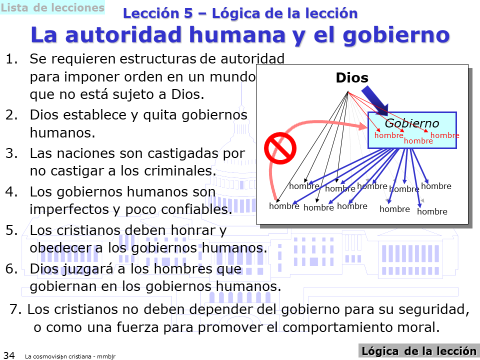 Lista de lecciones
Lección 5 – Lógica de la lección
La autoridad humana y el gobierno
1. Se requieren estructuras de autoridad
para imponer orden en un mundo
que no está sujeto a Dios.
2. Dios establece y quita gobiernos
humanos.
3. Las naciones son castigadas por
no castigar a los criminales.
4. Los gobiernos humanos son
imperfectos y poco confiables.
5. Los cristianos deben honrar y
obedecer a los gobiernos humanos.
6. Dios juzgará a los hombres que
gobiernan en los gobiernos humanos.
7. Los cristianos no deben depender del gobierno para su seguridad,
o como una fuerza para promover el comportamiento moral.
Dios
Gobierno
hombre hombre
hombre
hombre hombre hombre hombre hombre
hombre hombre hombre hombre hombre
34 La cosmovisión cristiana - mmbjr
Lógica de la lección